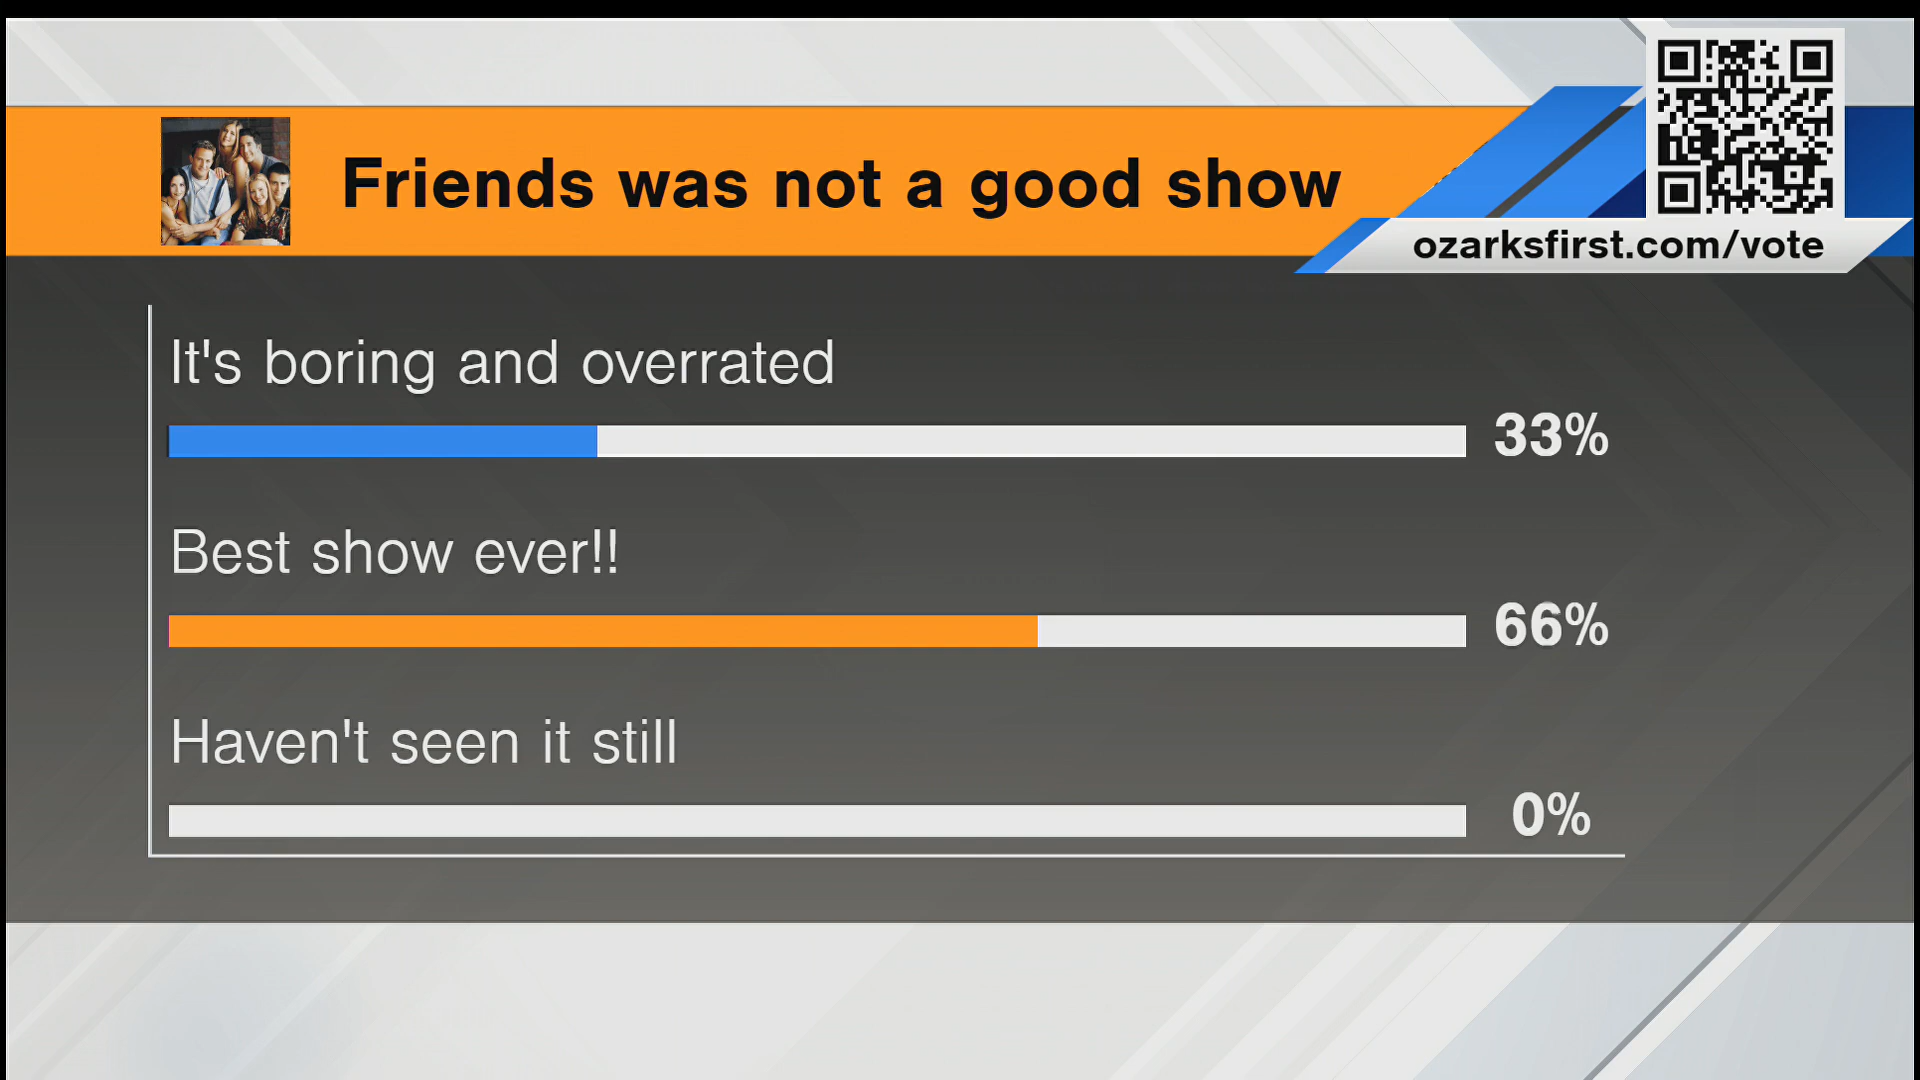 Friends was not a good show
ozarksfirst.com/vote
It's boring and overrated
33%
Best show ever!!
66%
Haven't seen it still
0%